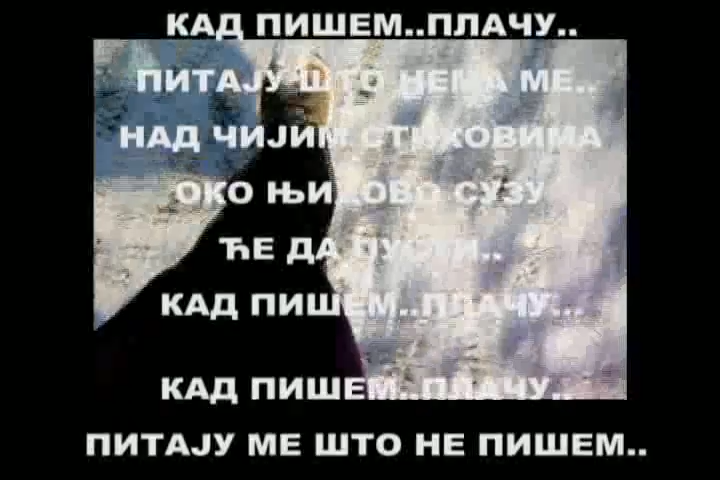 КАД ПИШЕМ..ПЛАЧУ..
ПИТАЈУ ШТО НЕМА МЕ..
НАД ЧИЈИМ СТИХОВИМА
ОКО ЊИХОВО СУЗУ
ЋЕ ДА ПУСТИ..
КАД ПИШЕМ..ПЛАЧУ...
КАД ПИШЕМ..ПЛАЧУ..
ПИТАЈУ МЕ ШТО НЕ ПИШЕМ..